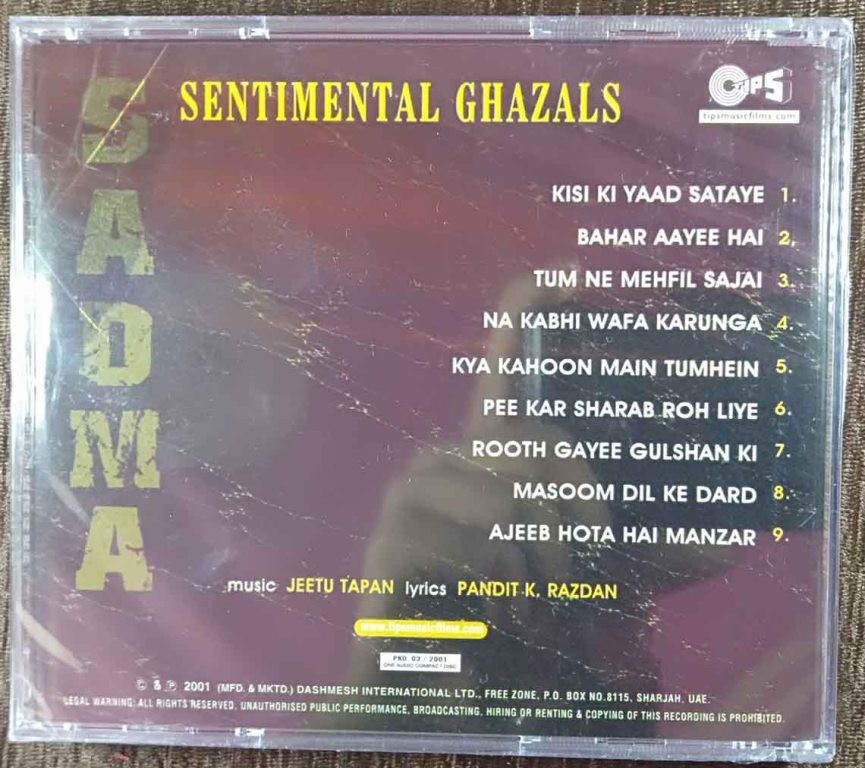 SADMA
SENTIMENTAL GHAZALS
TIPS
tipsmusicfilms.com
KISI KI YAAD SATAYE 1.
BAHAR AAYEE HAI 2.
TUM NE MEHFIL SAJAI 3.
NA KABHI WAFA KARUNGA 4.
KYA KAHOON MAIN TUMHEIN 5.
PEE KAR SHARAB ROH LIYE 6.
ROOTH GAYEE GULSHAN KI 7.
MASOOM DIL KE DARD 8.
AJEEB HOTA HAI MANZAR 9.
music JEETU TAPAN lyrics PANDIT K. RAZDAN
www.tipsmusicfilms.com
PKD. 03 / 2001
ONE AUDIO COMPACT DISC
© & ℗ 2001 (MFD. & MKTD.) DASHMESH INTERNATIONAL LTD., FREE ZONE, P.O. BOX NO.8115, SHARJAH, UAE.
LEGAL WARNING: ALL RIGHTS RESERVED. UNAUTHORISED PUBLIC PERFORMANCE, BROADCASTING, HIRING OR RENTING & COPYING OF THIS RECORDING IS PROHIBITED.